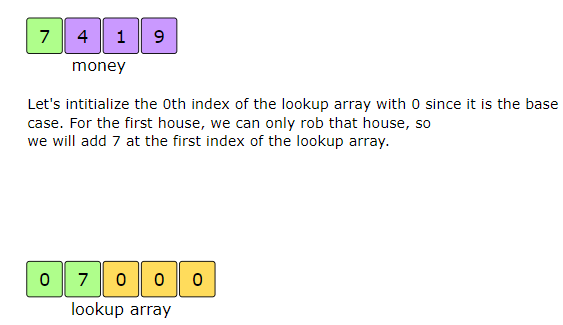 7 4 1 9
money
Let's intitialize the 0th index of the lookup array with 0 since it is the base
case. For the first house, we can only rob that house, so
we will add 7 at the first index of the lookup array.
0 7 0 0 0
lookup array